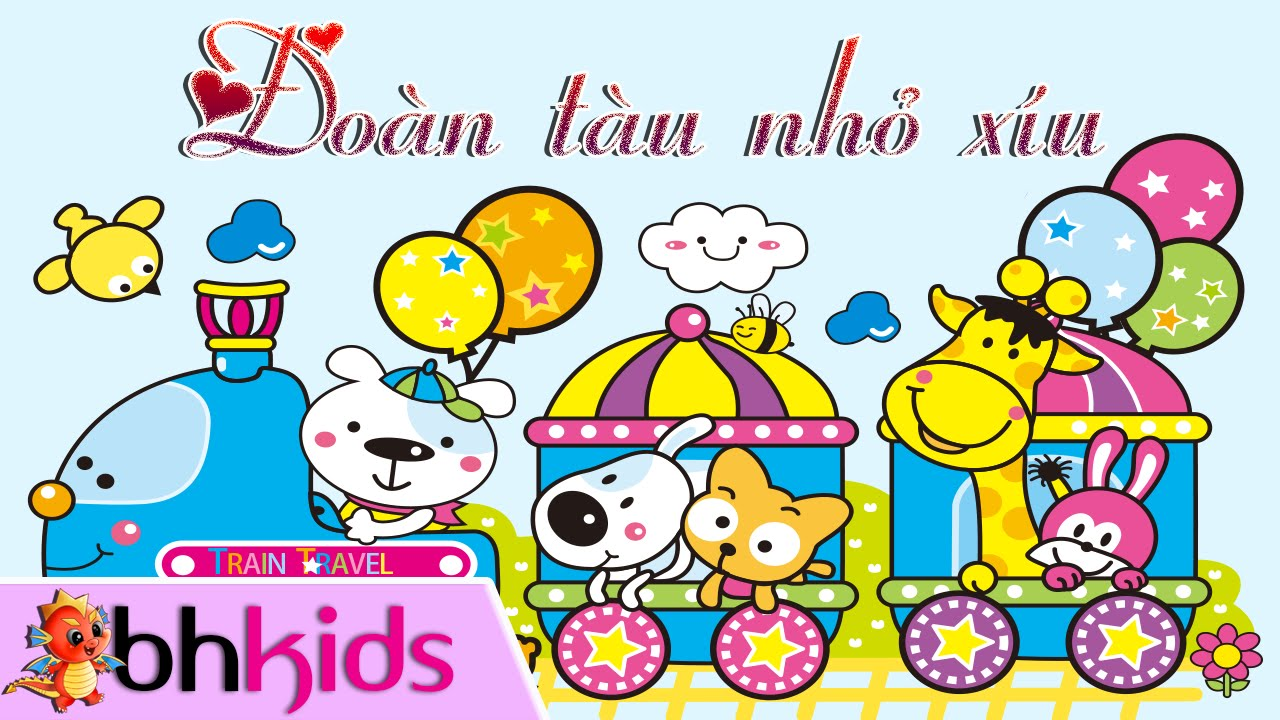 Đoàn tàu nhỏ xíu
TRAIN TRAVEL
bhkids